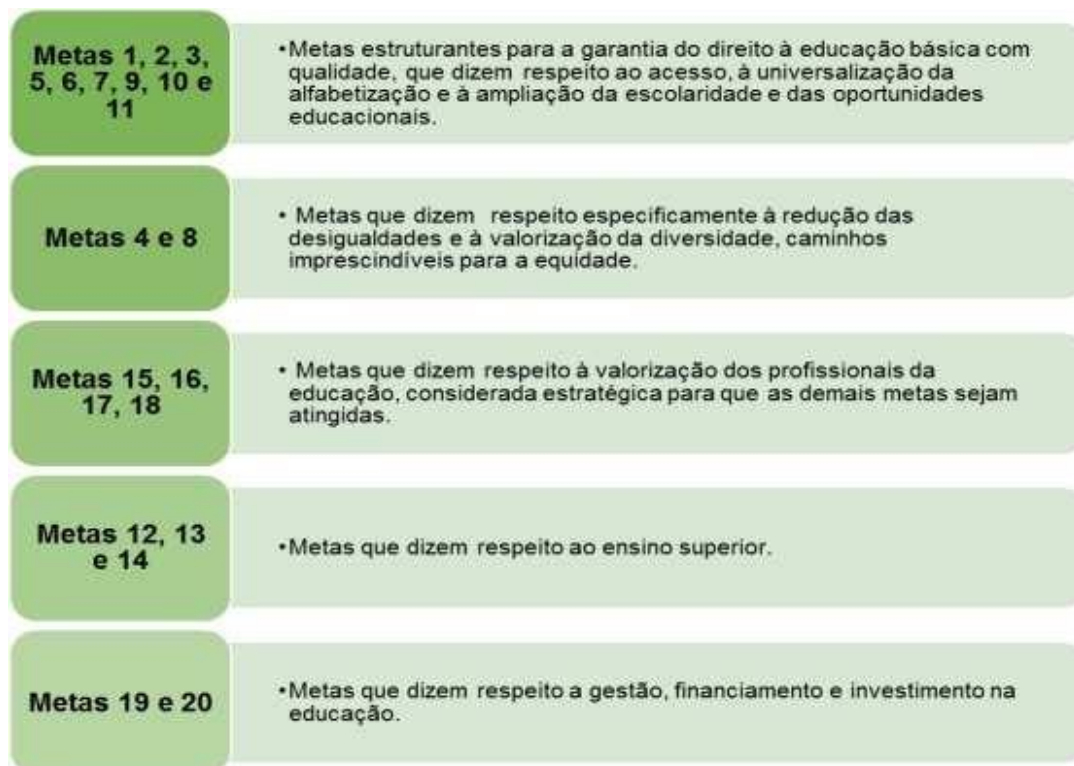 Metas 1, 2, 3,
5, 6, 7, 9, 10 e
11
•Metas estruturantes para a garantia do direito à educação básica com
qualidade, que dizem respeito ao acesso, à universalização da
alfabetização e à ampliação da escolaridade e das oportunidades
educacionais.
Metas 4 e 8
• Metas que dizem respeito especificamente à redução das
desigualdades e à valorização da diversidade, caminhos
imprescindíveis para a equidade.
Metas 15, 16,
17, 18
• Metas que dizem respeito à valorização dos profissionais da
educação, considerada estratégica para que as demais metas sejam
atingidas.
Metas 12, 13
e 14
•Metas que dizem respeito ao ensino superior.
Metas 19 e 20
•Metas que dizem respeito a gestão, financiamento e investimento na
educação.